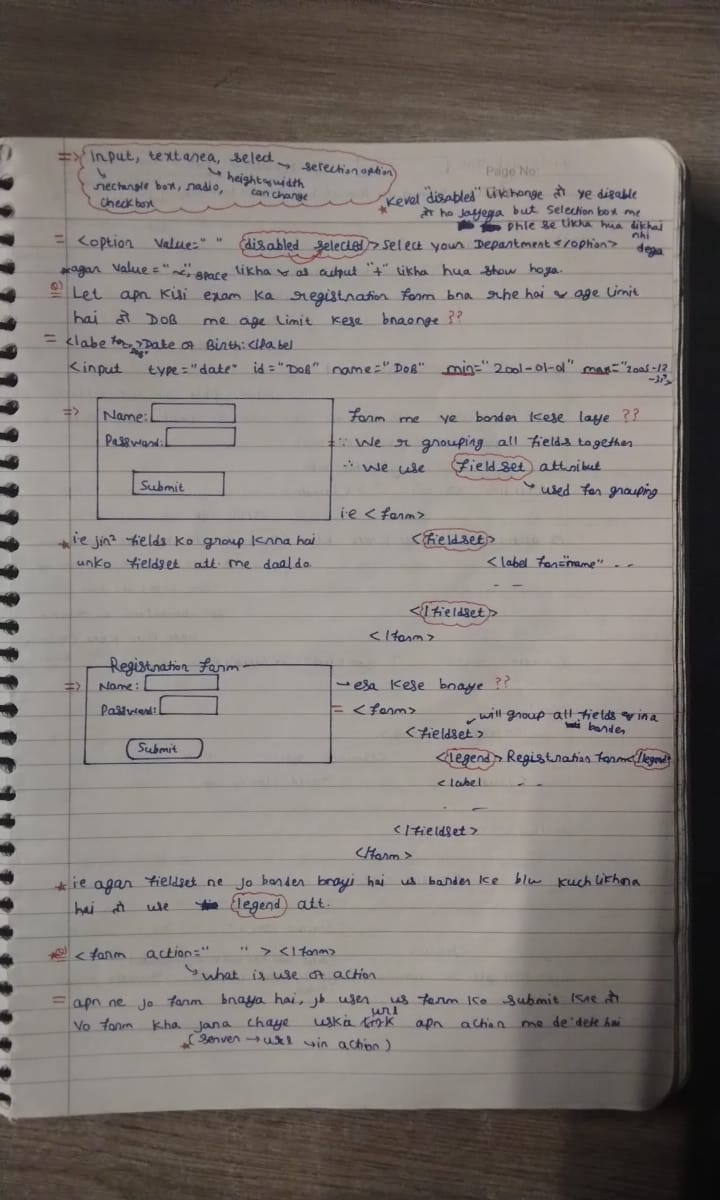 Page No:
=> Input, textarea, select → selection option
rectangle box, radio, checkbox
height & width can change
* Keval "disabled" likhonge to ye disable
to ho jayega but selection box me
phle se likha hua dikhai
nhi dega
= <option value=" " disabled selected> select your Department </option>
* agar value = " " space likha & as output "+" likha hua show hoga.
Q) Let apn kisi exam ka registration form bna rhe hai & age limit
hai to DOB me age limit kese bnaonge ??
= <labe for="DOB">Date of Birth:</label
<input type="date" id="DOB" name="DOB" min="2001-01-01" max="2005-12-31">
=> Name:
Password:
Submit
Form me ye border kese laye ??
∵ We r grouping all fields together
∴ We use fieldset attribut
↳ used for grouping
ie <form>
<fieldset>
<label for="name" - -
- -
</fieldset>
</form>
* ie jin² fields ko group krna hai
unko fieldset att. me daal do
=> Registration Form
Name:
Password:
Submit
→ esa kese bnaye ??
= <form>
will group all fields & in a
border
<fieldset>
<legend> Registration form </legend>
<label - -
- -
</fieldset>
</form>
* ie agar fieldset ne jo border bnayi hai us border ke b/w kuch likhna
hai to use legend att.
*Q) <form action=" " > </form>
↳ what is use of action
= apn ne jo form bnaya hai, jb user us form ko submit kre to
vo form kha jana chaye uska url apn action me de dete hai
* (server → url ↳ in action)